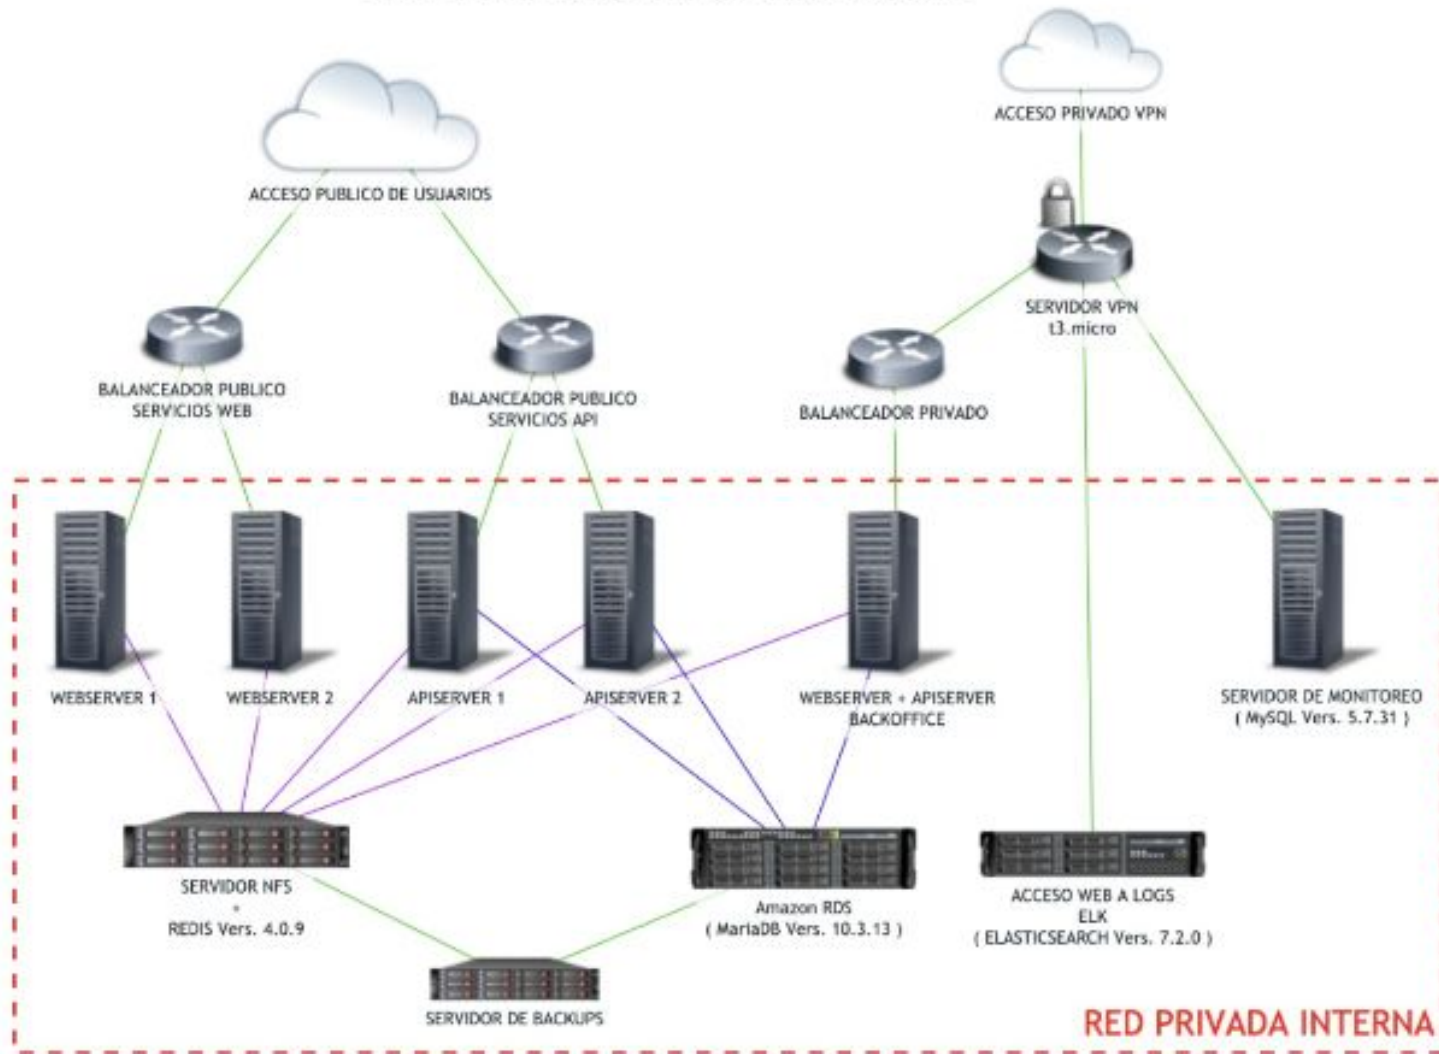 ACCESO PRIVADO VPN
ACCESO PUBLICO DE USUARIOS
SERVIDOR VPN
t3.micro
BALANCEADOR PUBLICO
SERVICIOS WEB
BALANCEADOR PUBLICO
SERVICIOS API
BALANCEADOR PRIVADO
WEBSERVER 1
WEBSERVER 2
APISERVER 1
APISERVER 2
WEBSERVER + APISERVER
BACKOFFICE
SERVIDOR DE MONITOREO
( MySQL Vers. 5.7.31 )
SERVIDOR NFS
+
REDIS Vers. 4.0.9
Amazon RDS
( MariaDB Vers. 10.3.13 )
ACCESO WEB A LOGS
ELK
( ELASTICSEARCH Vers. 7.2.0 )
SERVIDOR DE BACKUPS
RED PRIVADA INTERNA